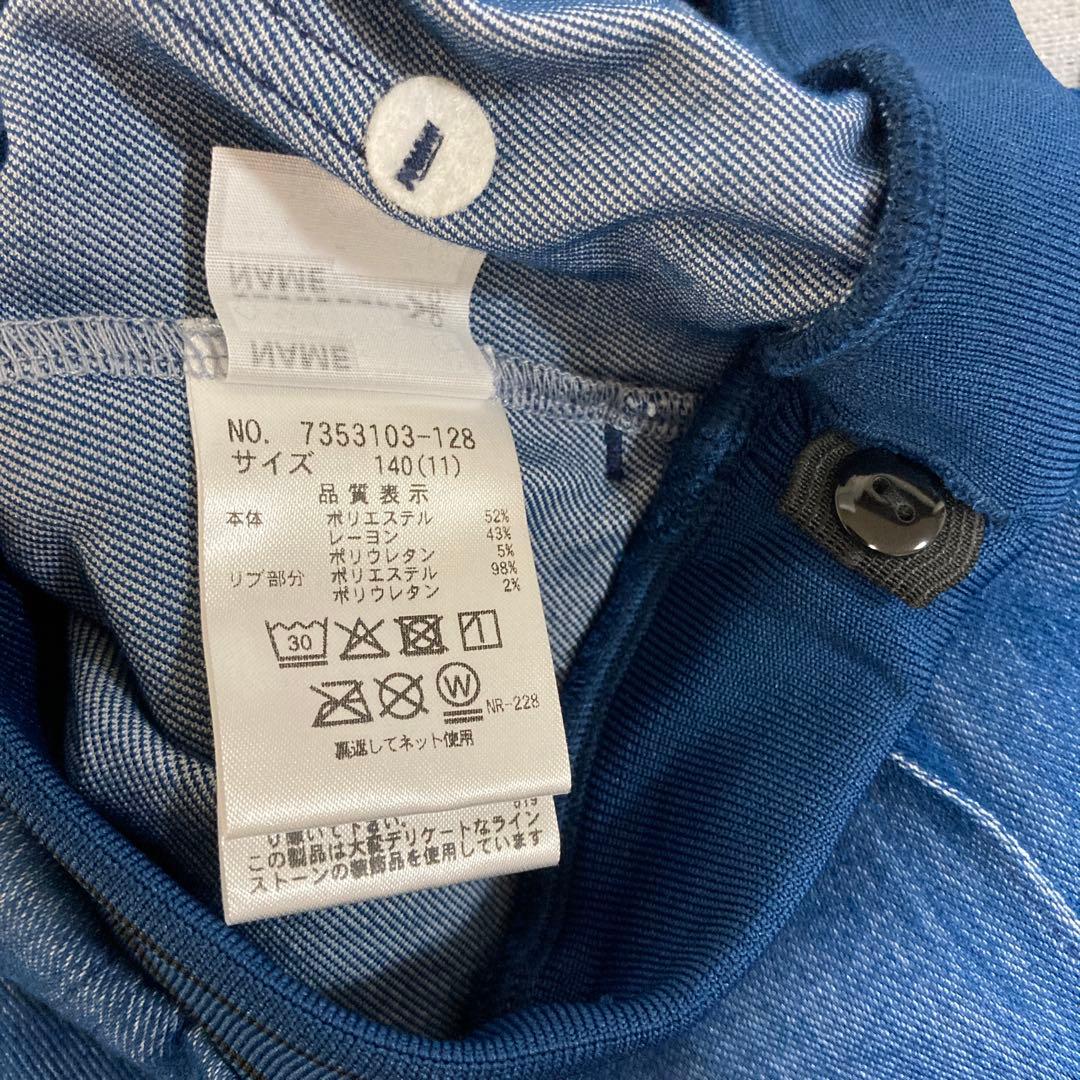 NAME
NAME
NO. 7353103-128
サイズ 140(11)
品質表示
本体 ポリエステル 52%
レーヨン 43%
ポリウレタン 5%
リブ部分 ポリエステル 98%
ポリウレタン 2%
30
W
NR-228
裏返してネット使用
この製品は大変デリケートなライン
ストーンの装飾品を使用しています